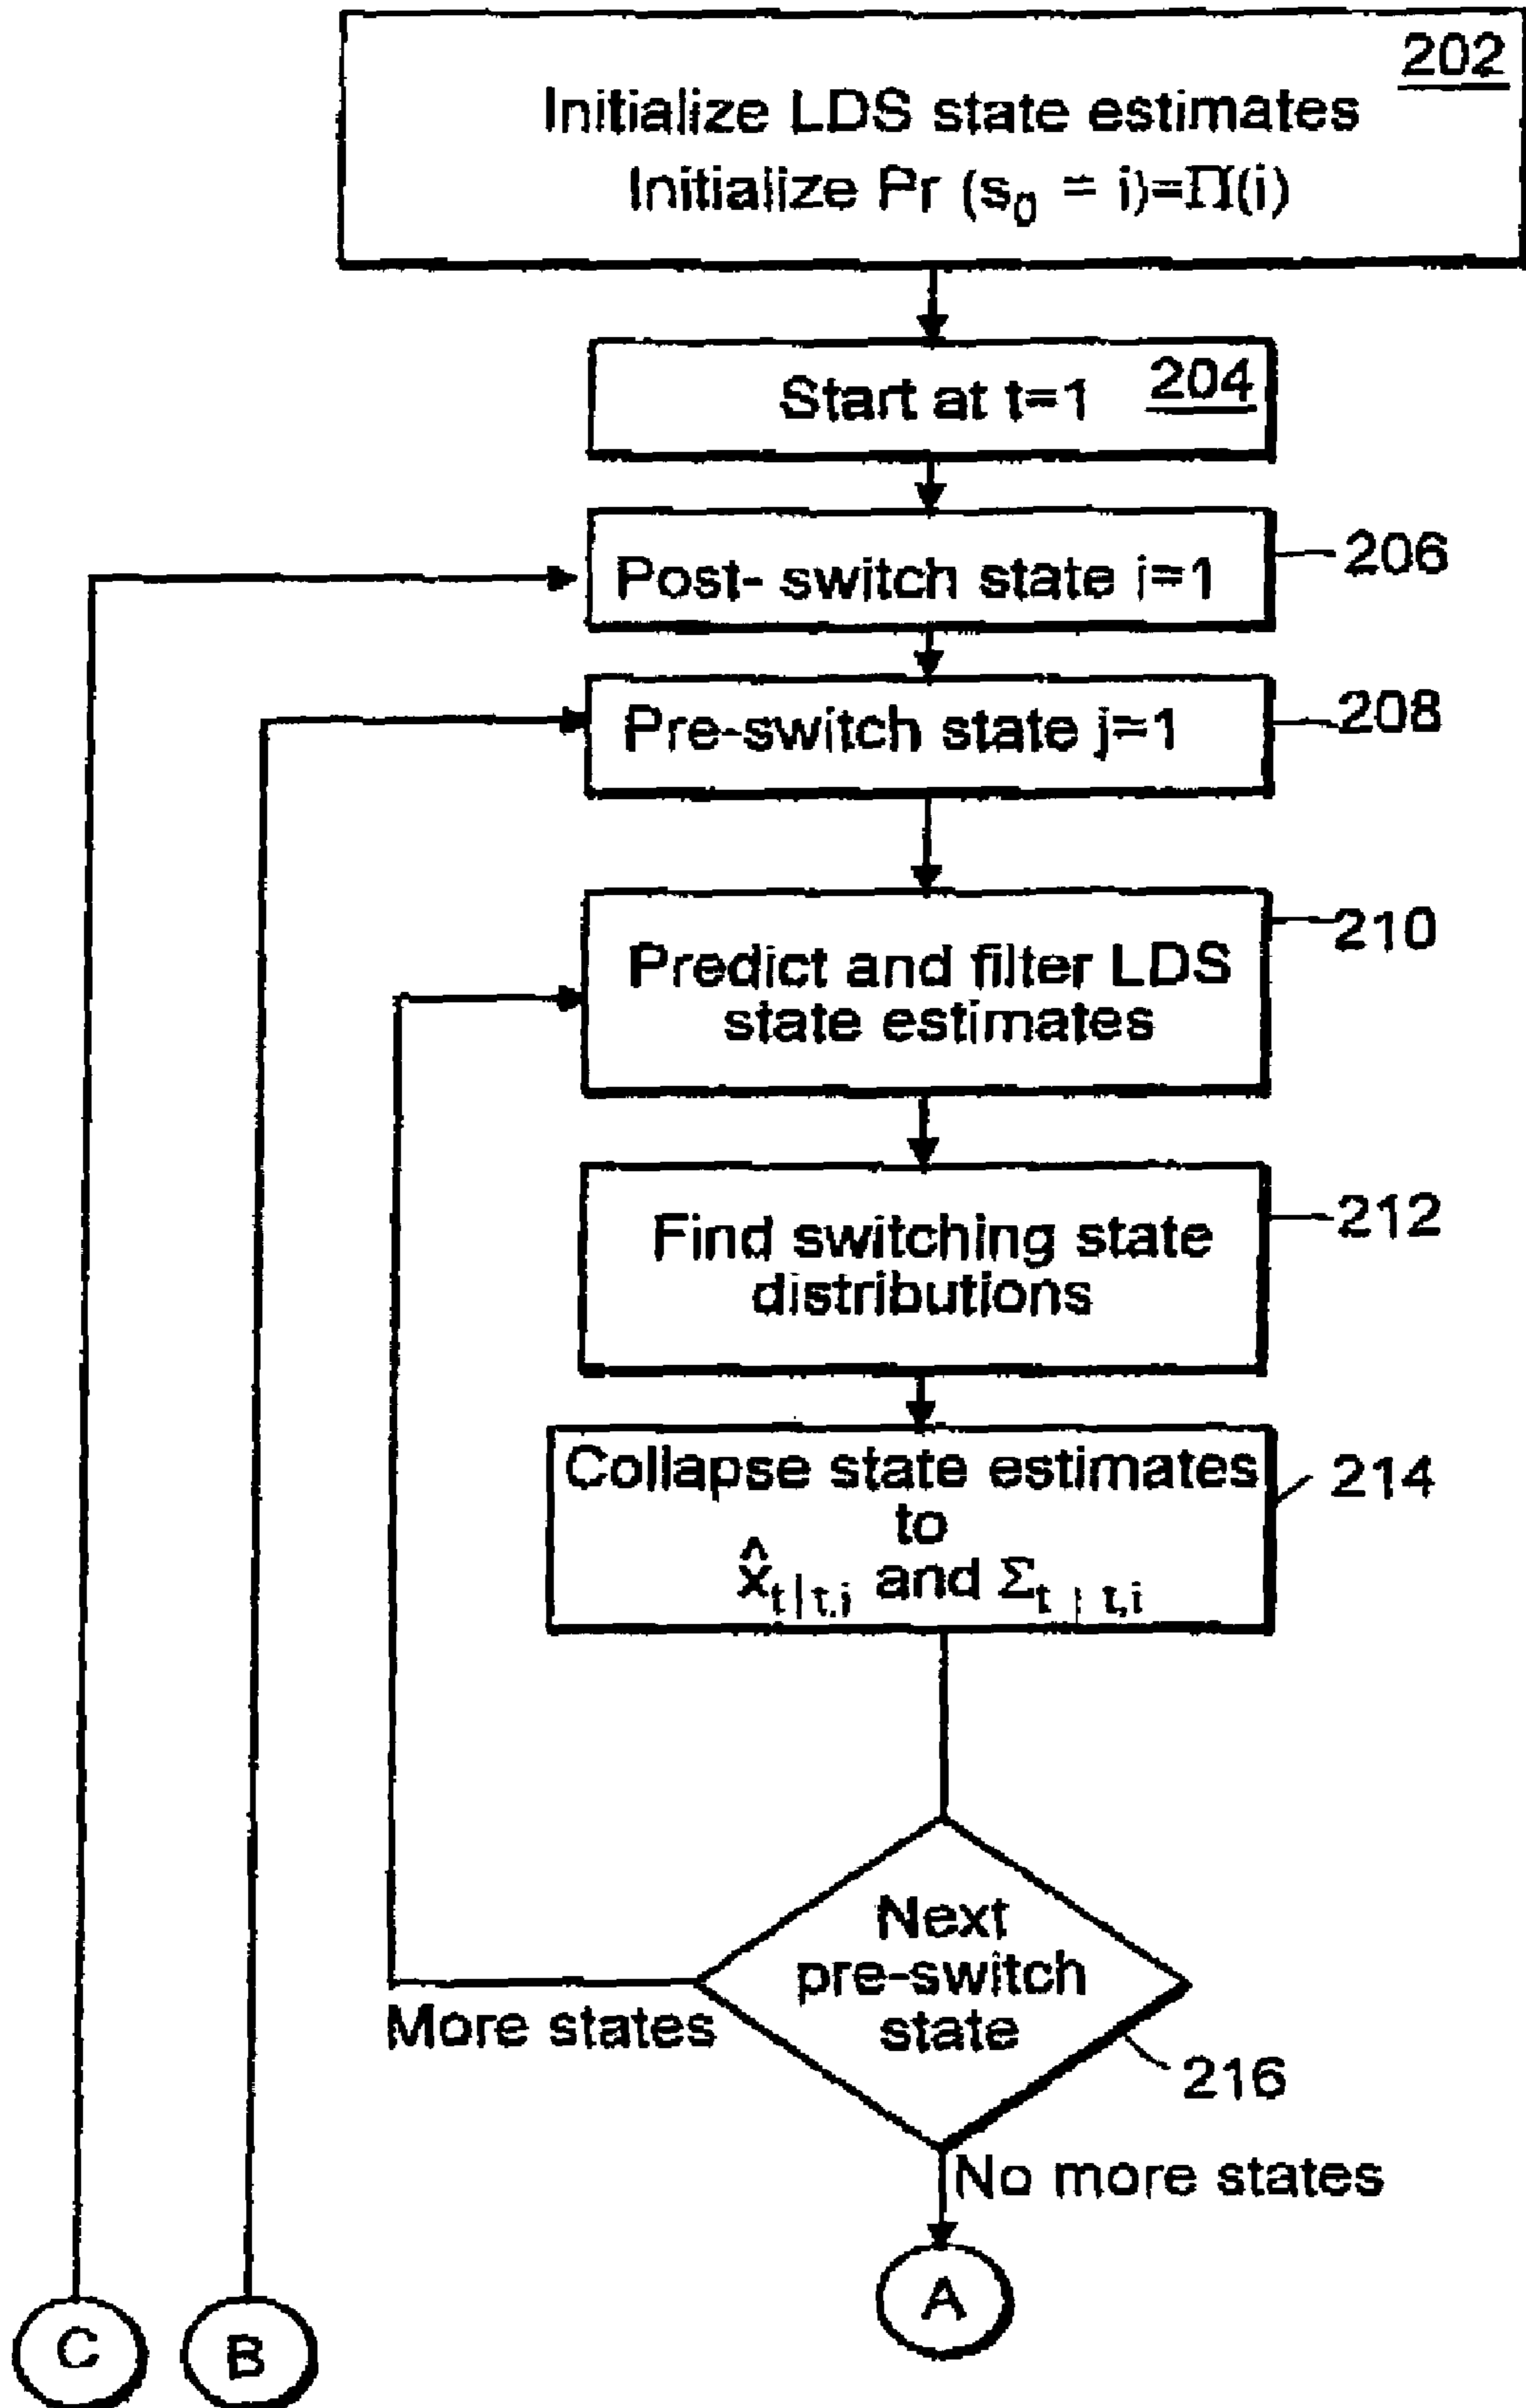 202
Initialize LDS state estimates
Initialize Pr (s₀ = i)=Π(i)
Start at t=1 204
Post- switch state i=1 206
Pre-switch state j=1 208
Predict and filter LDS 210
state estimates
Find switching state 212
distributions
Collapse state estimates 214
to
x̂ₜ|ₜ,ᵢ and Σₜ|ₜ,ᵢ
Next
pre-switch
state
More states
216
No more states
A
C
B